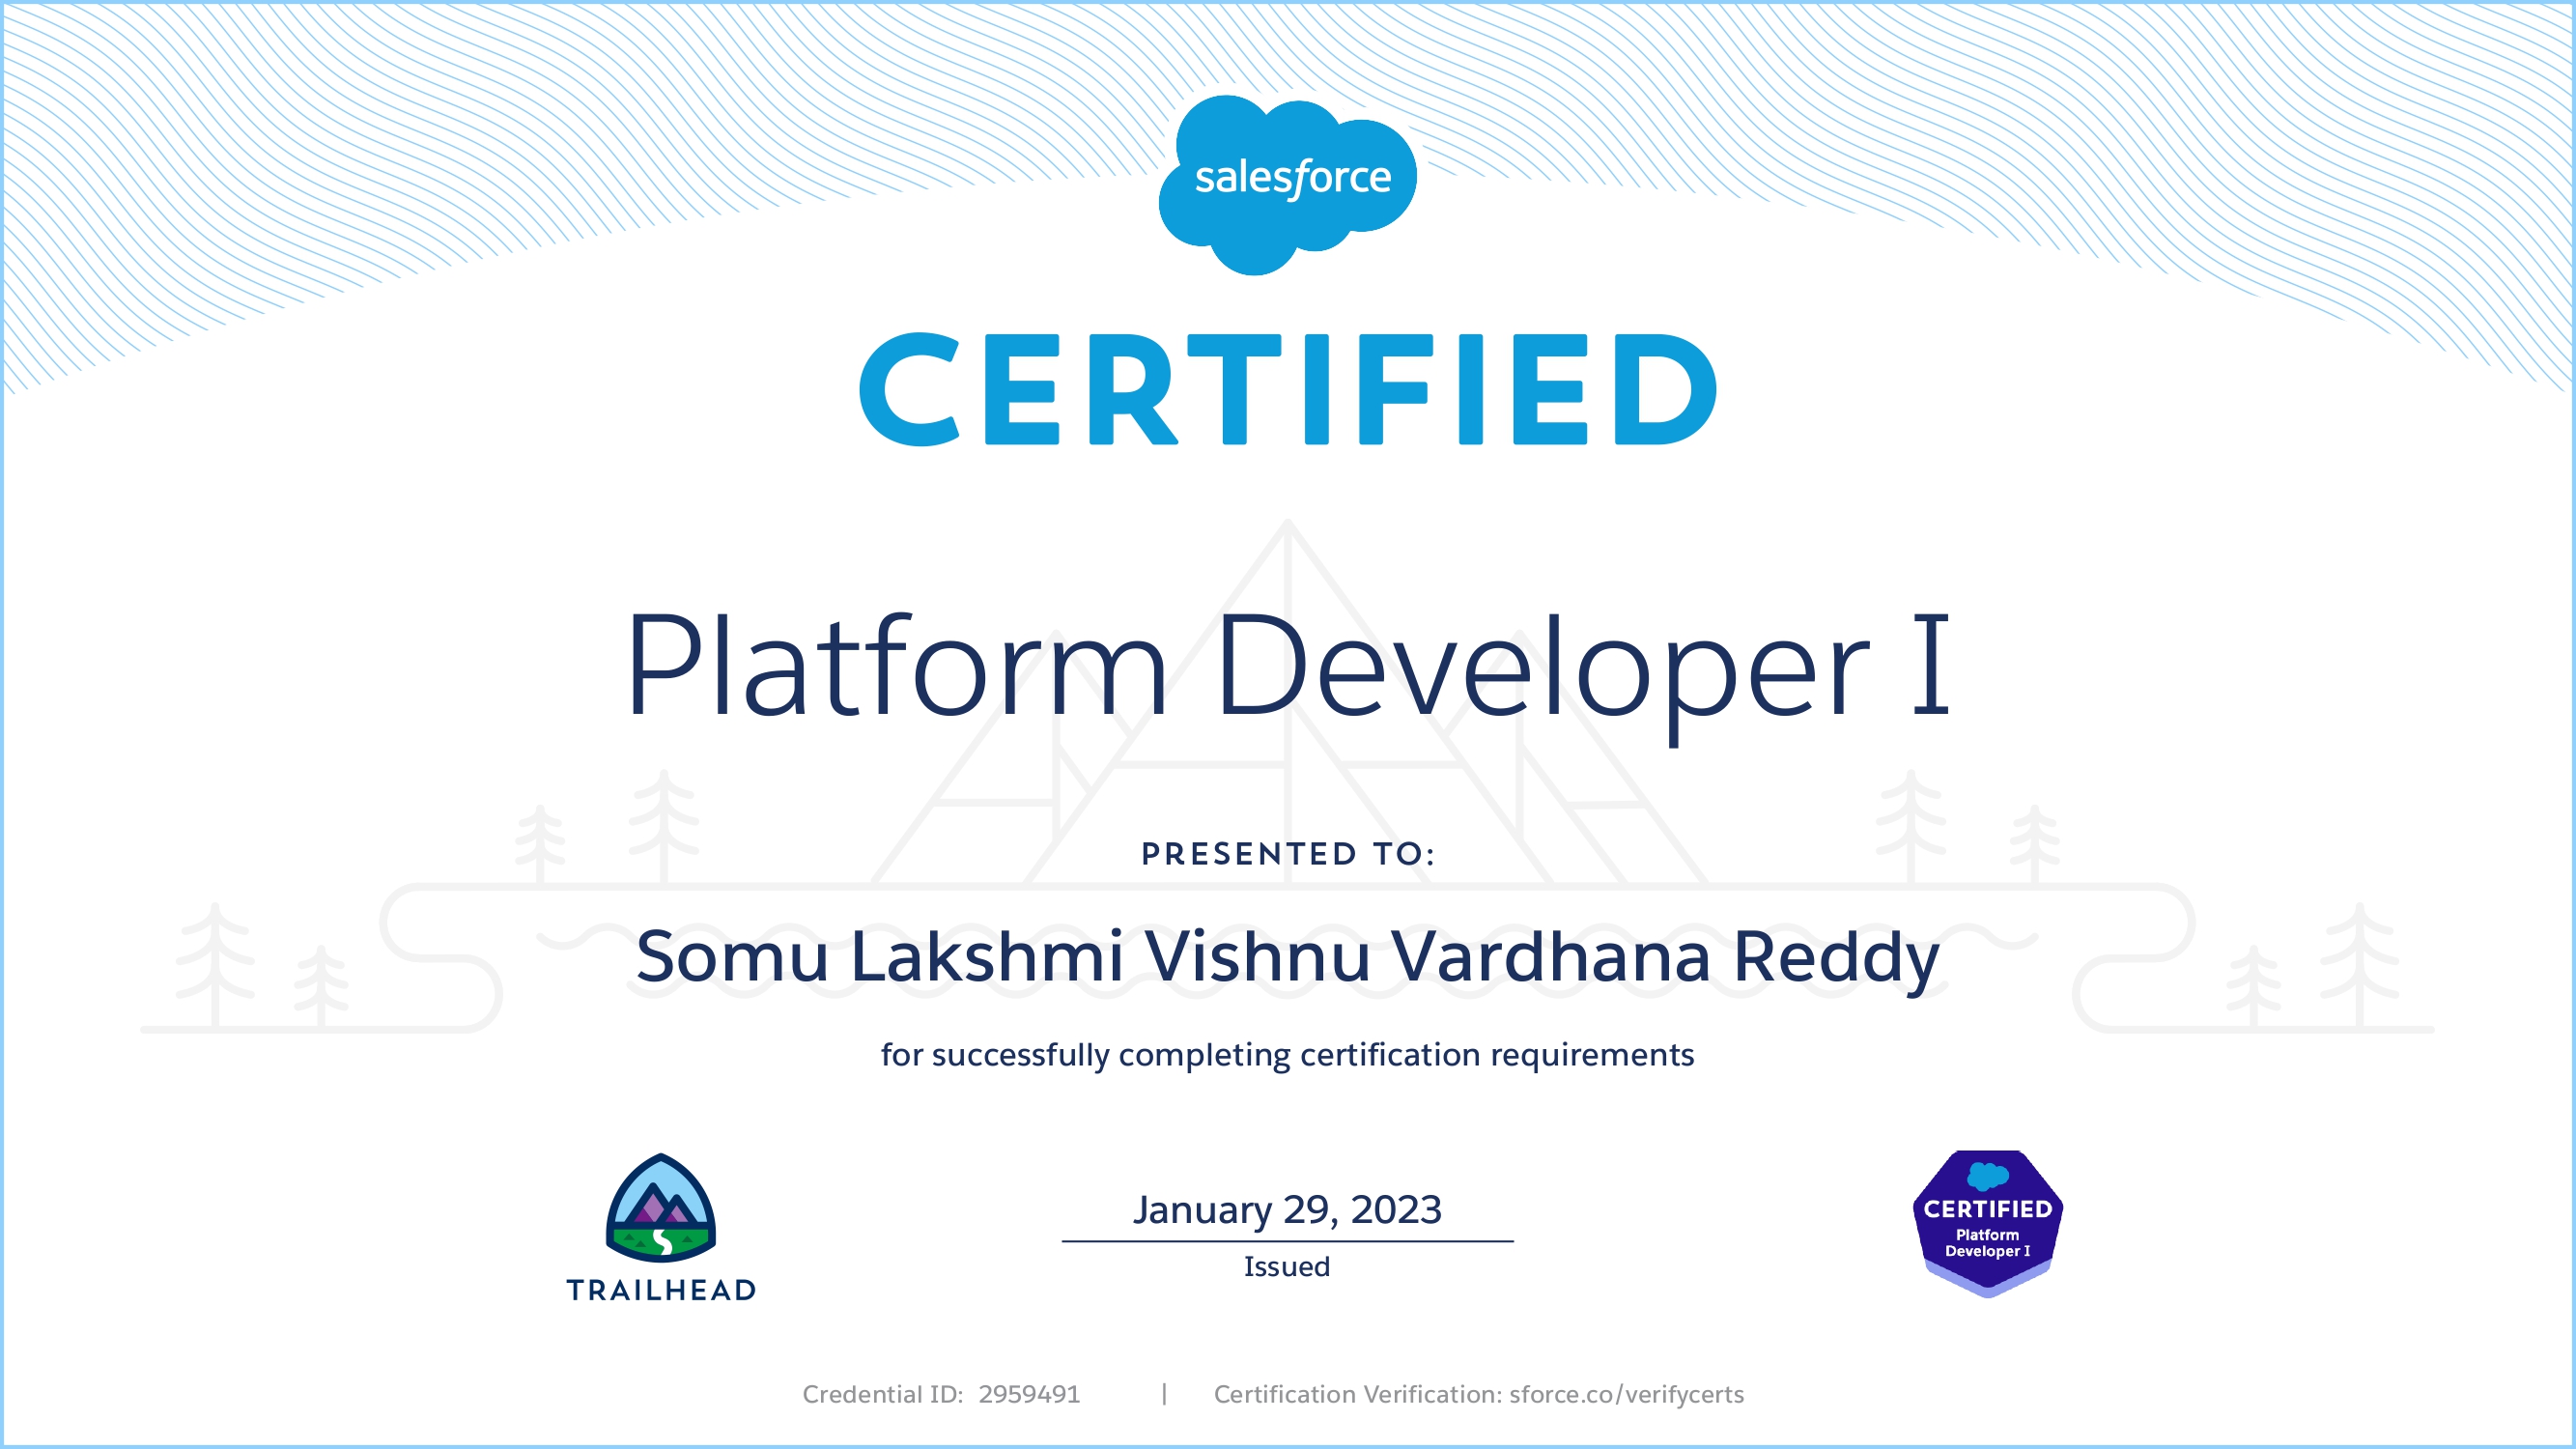 salesforce
CERTIFIED
Platform Developer I
PRESENTED TO:
Somu Lakshmi Vishnu Vardhana Reddy
for successfully completing certification requirements
TRAILHEAD
January 29, 2023
Issued
CERTIFIED
Platform
Developer I
Credential ID: 2959491 | Certification Verification: sforce.co/verifycerts